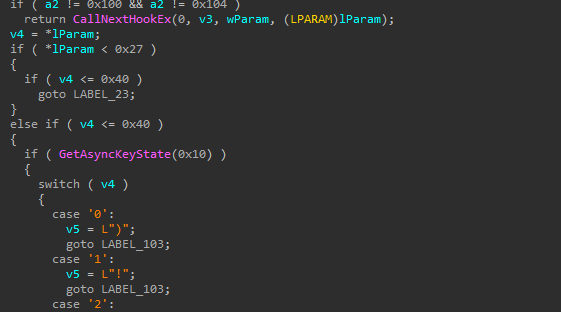 if ( a2 != 0x100 && a2 != 0x104 )
return CallNextHookEx(0, v3, wParam, (LPARAM)lParam);
v4 = *lParam;
if ( *lParam < 0x27 )
{
if ( v4 <= 0x40 )
goto LABEL_23;
}
else if ( v4 <= 0x40 )
{
if ( GetAsyncKeyState(0x10) )
{
switch ( v4 )
{
case '0':
v5 = L")";
goto LABEL_103;
case '1':
v5 = L"!";
goto LABEL_103;
case '2':